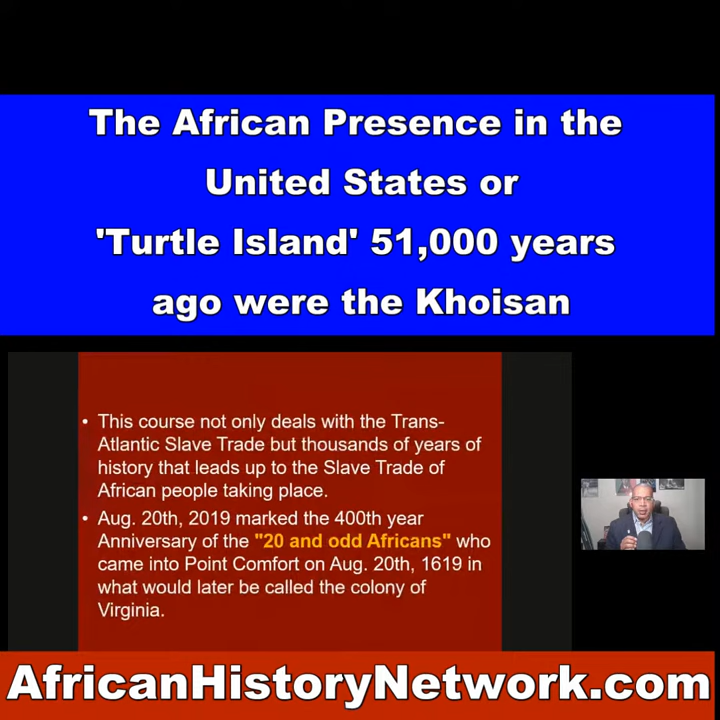 The African Presence in the
United States or
'Turtle Island' 51,000 years
ago were the Khoisan
• This course not only deals with the Trans-
Atlantic Slave Trade but thousands of years of
history that leads up to the Slave Trade of
African people taking place.
• Aug. 20th, 2019 marked the 400th year
Anniversary of the "20 and odd Africans" who
came into Point Comfort on Aug. 20th, 1619 in
what would later be called the colony of
Virginia.
AfricanHistoryNetwork.com